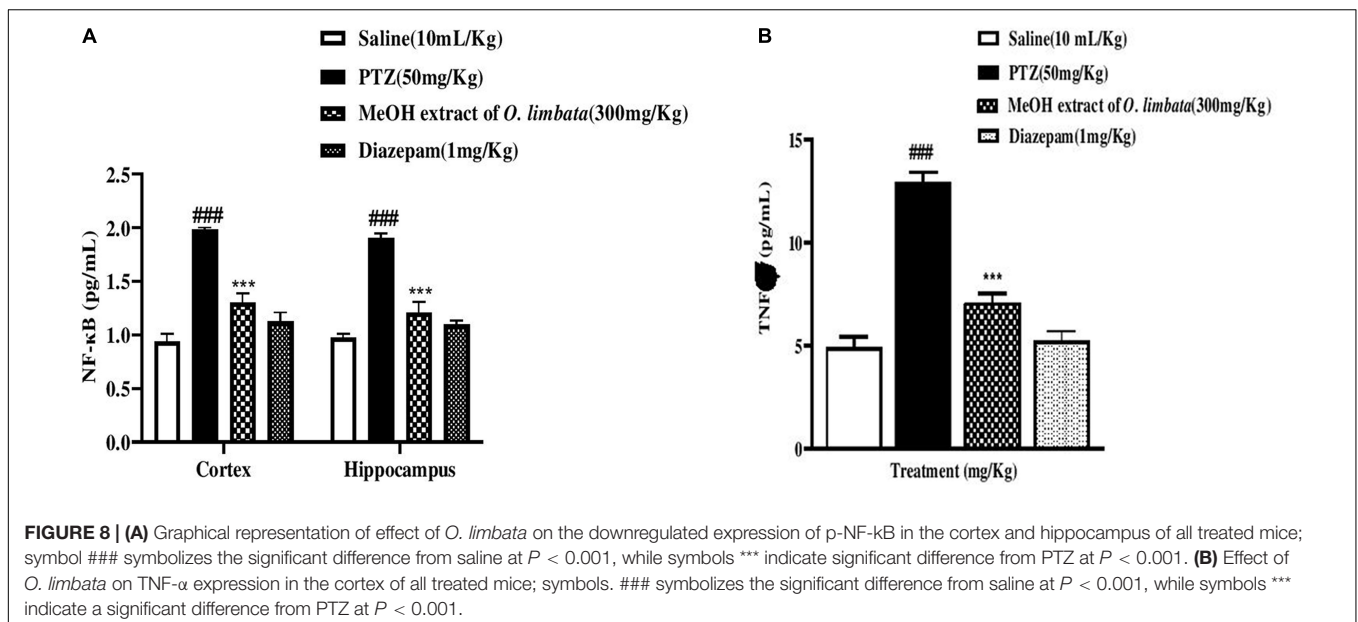 A
Saline(10mL/Kg)
PTZ(50mg/Kg)
MeOH extract of O. limbata(300mg/Kg)
Diazepam(1mg/Kg)
NF-κB (pg/mL)
2.5
2.0
1.5
1.0
0.5
0.0
###
***
###
***
Cortex
Hippocampus
B
Saline(10 mL/Kg)
PTZ(50mg/Kg)
MeOH extract of O. limbata(300mg/Kg)
Diazepam(1mg/Kg)
TNF (pg/mL)
15
10
5
0
###
***
Treatment (mg/Kg)
FIGURE 8 | (A) Graphical representation of effect of O. limbata on the downregulated expression of p-NF-kB in the cortex and hippocampus of all treated mice;
symbol ### symbolizes the significant difference from saline at P < 0.001, while symbols *** indicate significant difference from PTZ at P < 0.001. (B) Effect of
O. limbata on TNF-α expression in the cortex of all treated mice; symbols. ### symbolizes the significant difference from saline at P < 0.001, while symbols ***
indicate a significant difference from PTZ at P < 0.001.